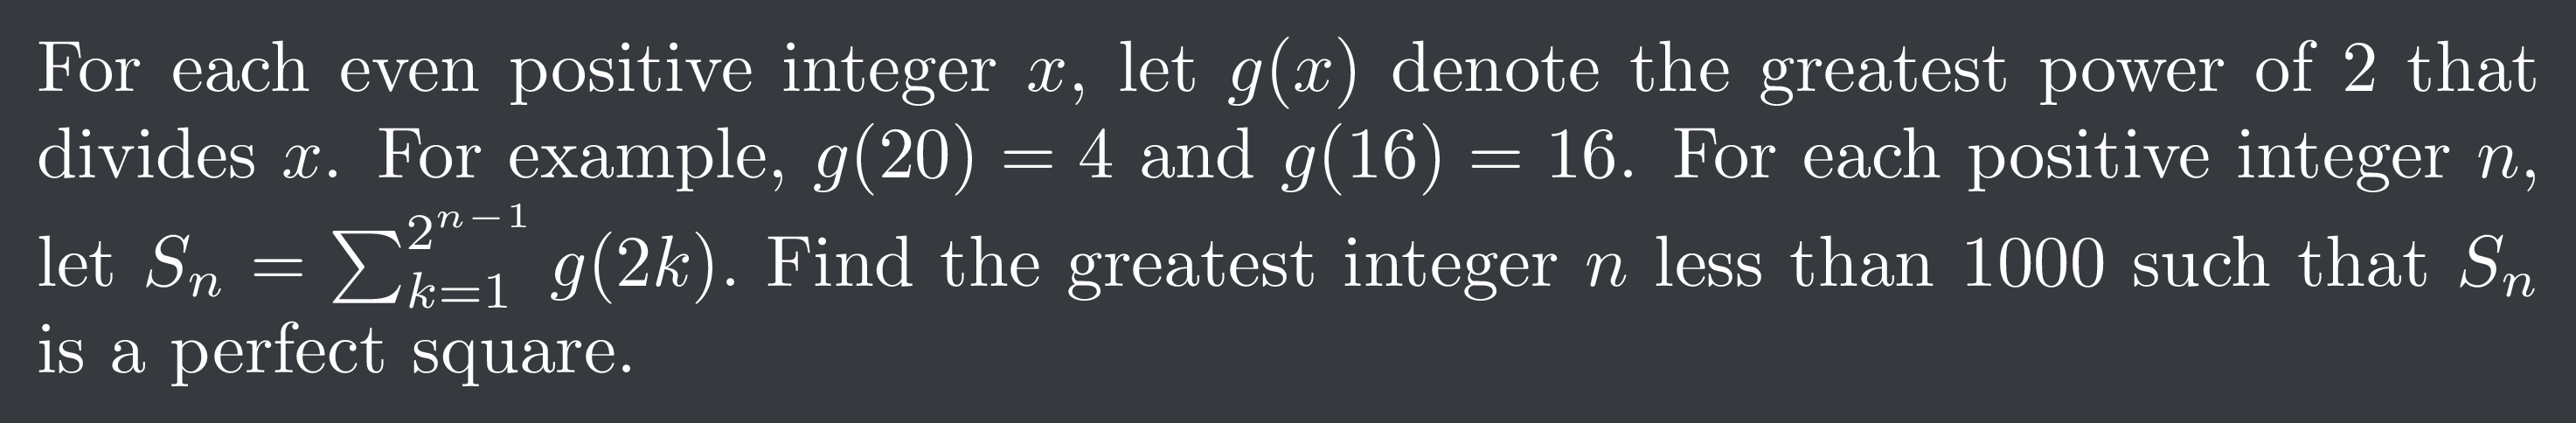 For each even positive integer $x$, let $g(x)$ denote the greatest power of 2 that
divides $x$. For example, $g(20) = 4$ and $g(16) = 16$. For each positive integer $n$,
let $S_n = \sum_{k=1}^{2^{n-1}} g(2k)$. Find the greatest integer $n$ less than 1000 such that $S_n$
is a perfect square.